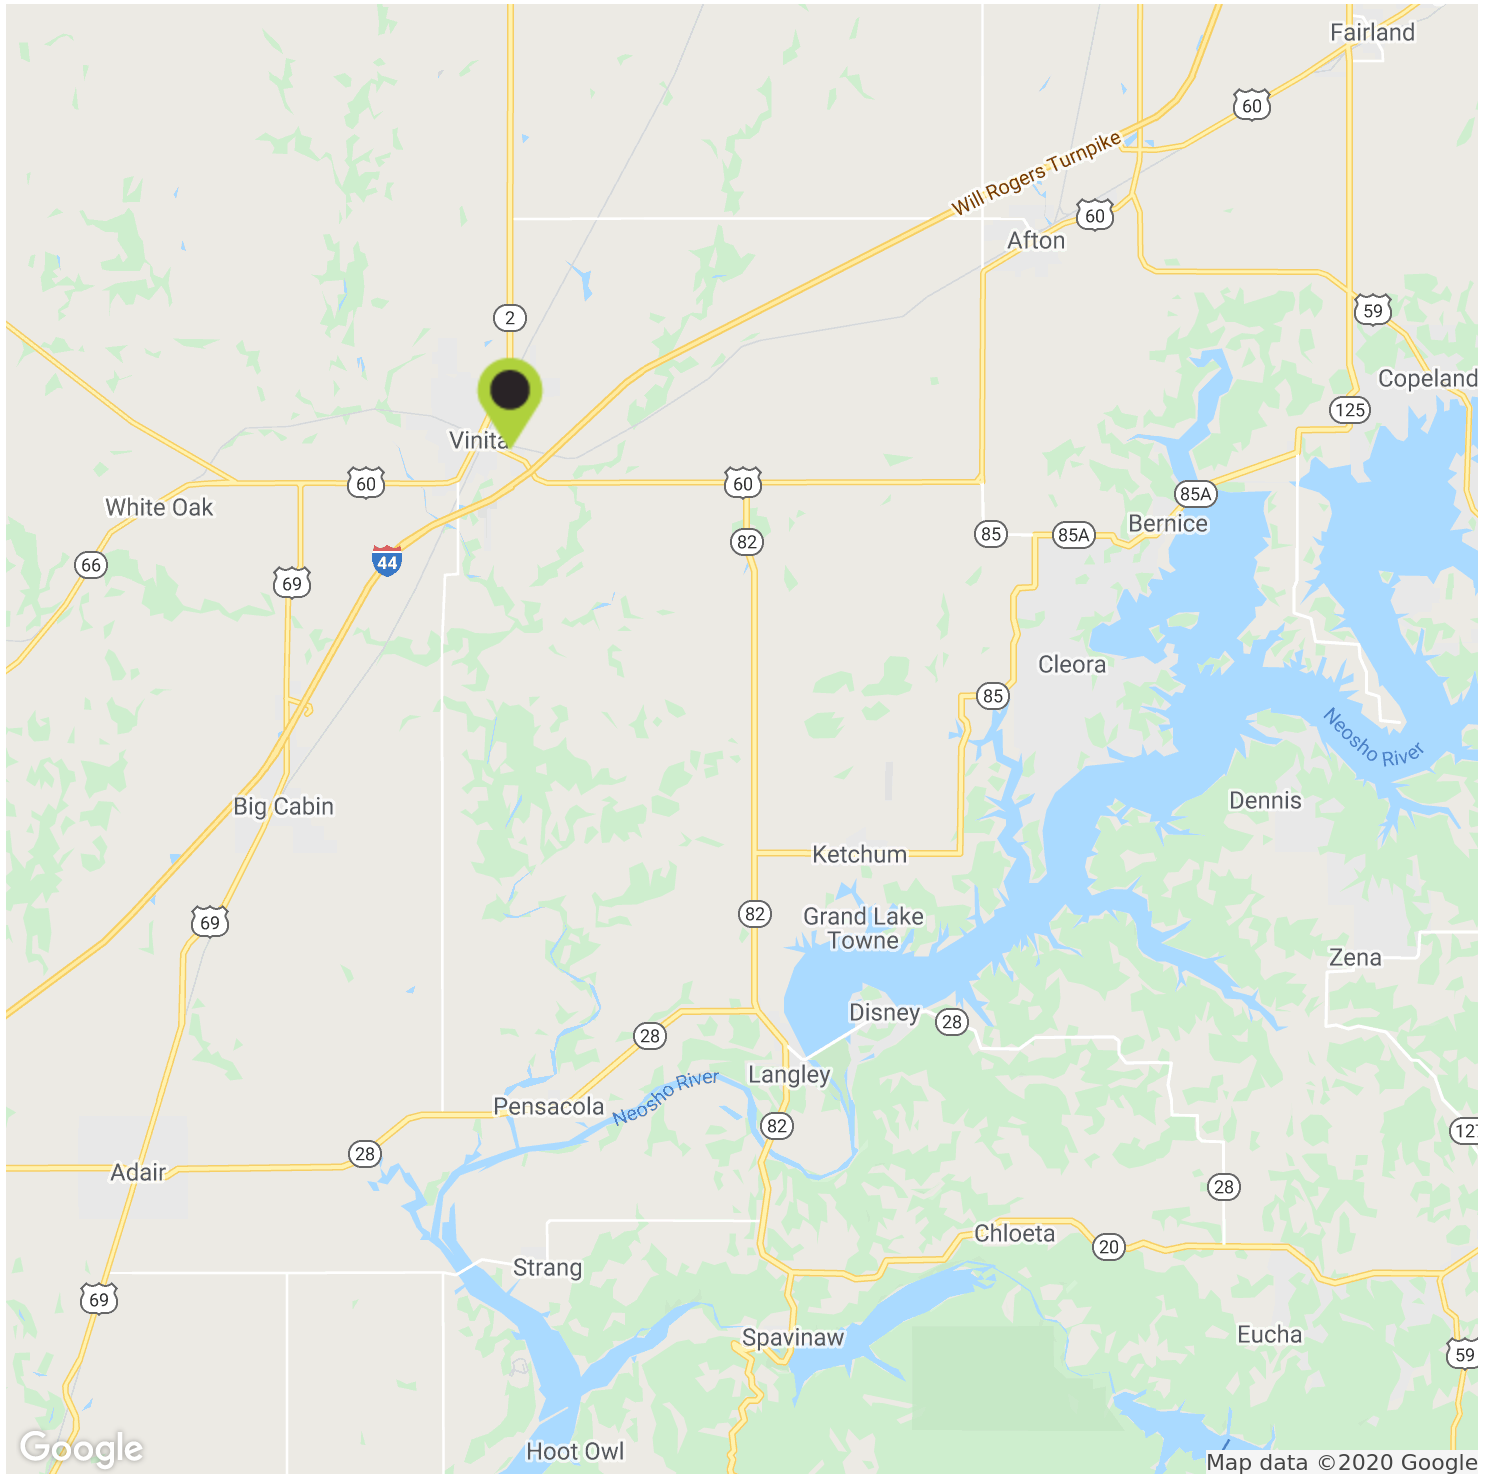 Fairland
60
Will Rogers Turnpike
60
Afton
2
59
Copeland
125
Vinita
60
60
85A
White Oak
Bernice
85
85A
82
66
44
69
Cleora
85
Neosho River
Dennis
Big Cabin
Ketchum
82
Grand Lake
Towne
69
Zena
Disney
28
28
Langley
Neosho River
Pensacola
82
127
28
Adair
28
Chloeta
20
Strang
69
Spavinaw
Eucha
59
Google
Hoot Owl
Map data ©2020 Google